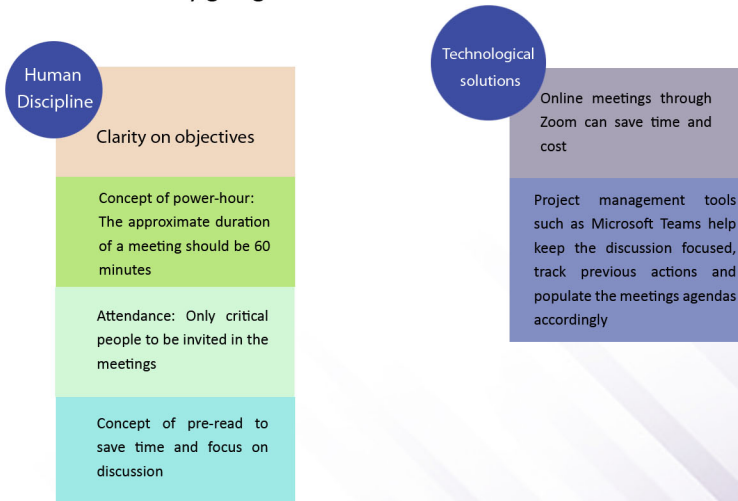 Human
Discipline
Clarity on objectives
Concept of power-hour:
The approximate duration
of a meeting should be 60
minutes
Attendance: Only critical
people to be invited in the
meetings
Concept of pre-read to
save time and focus on
discussion
Technological
solutions
Online meetings through
Zoom can save time and
cost
Project management tools
such as Microsoft Teams help
keep the discussion focused,
track previous actions and
populate the meetings agendas
accordingly